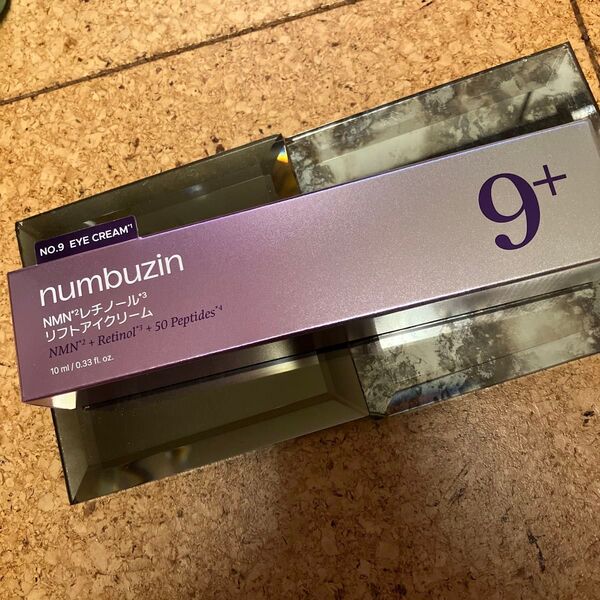 NO.9 EYE CREAM*1
numbuzin
NMN*2レチノール*3
リフトアイクリーム
NMN*2 + Retinol*3 + 50 Peptides*4
10 ml / 0.33 fl. oz.
9+